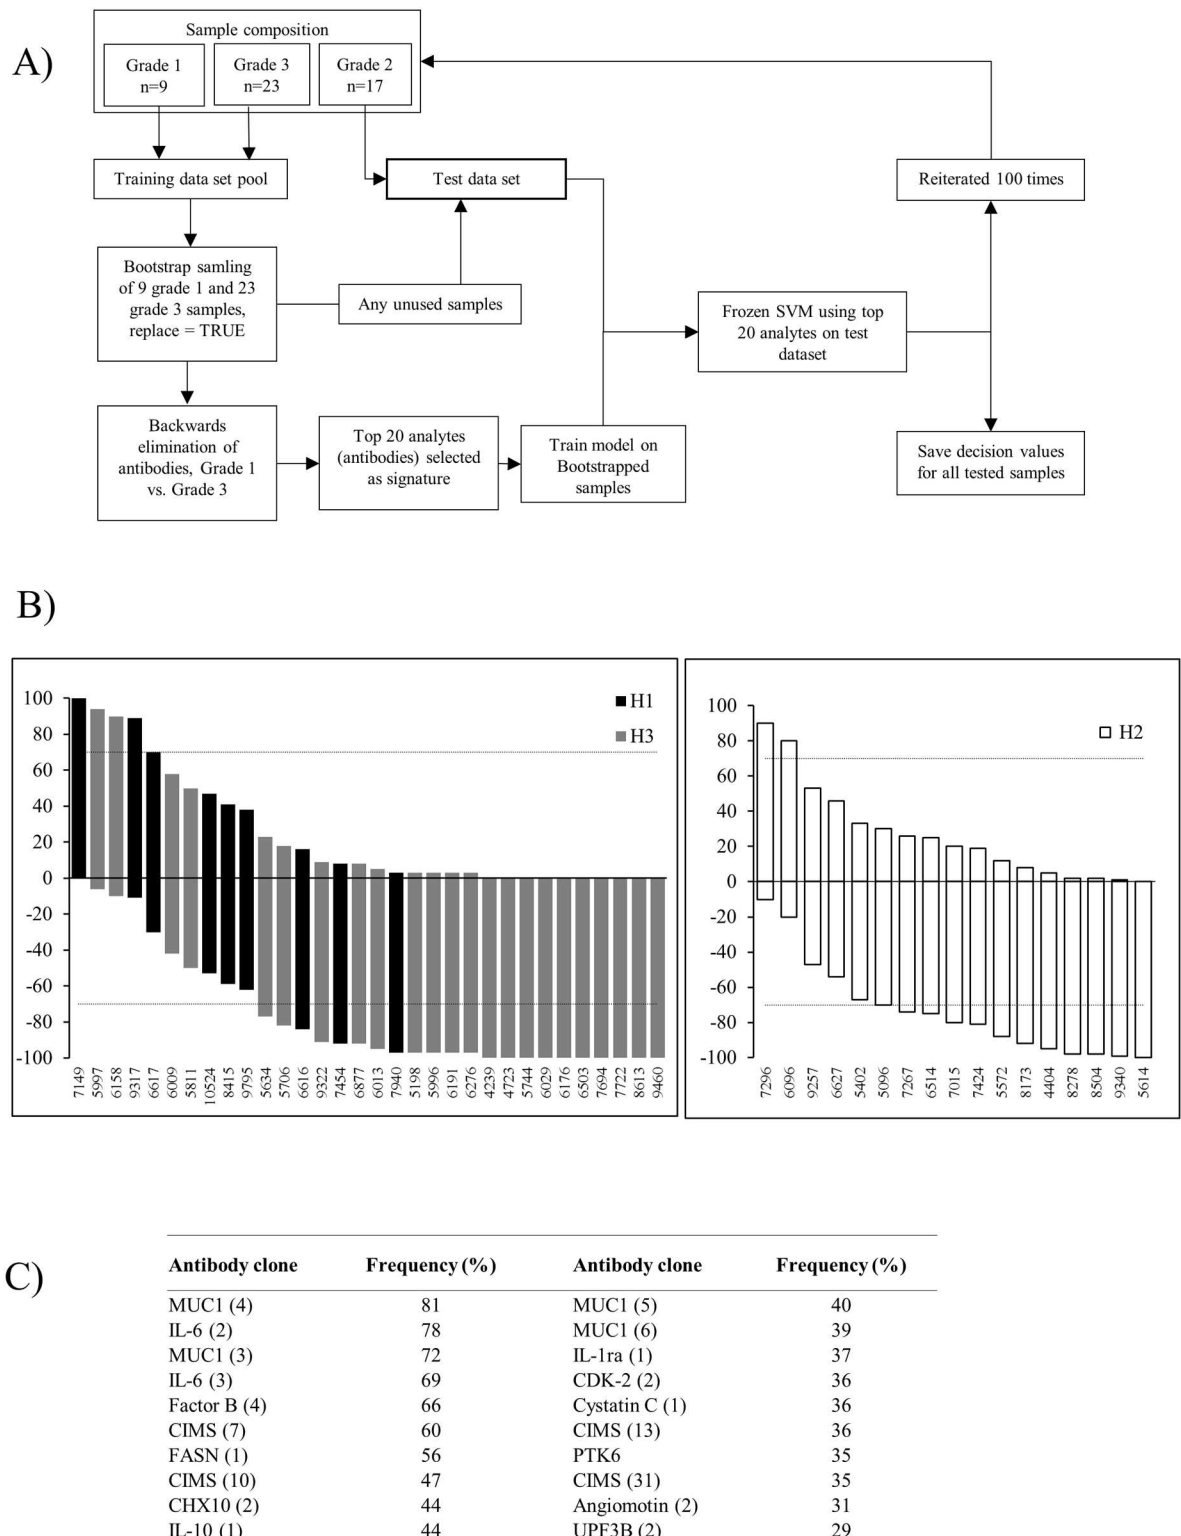 A)
Sample composition
Grade 1
n=9
Grade 3
n=23
Grade 2
n=17
Training data set pool
Test data set
Reiterated 100 times
Bootstrap samling
of 9 grade 1 and 23
grade 3 samples,
replace = TRUE
Any unused samples
Frozen SVM using top
20 analytes on test
dataset
Backwards
elimination of
antibodies, Grade 1
vs. Grade 3
Top 20 analytes
(antibodies) selected
as signature
Train model on
Bootstrapped
samples
Save decision values
for all tested samples
B)
100
80
60
40
20
0
-20
-40
-60
-80
-100
H1
H3
7149
5997
6158
9317
6617
6009
5811
10524
8415
9795
5634
5706
6616
9322
7454
6877
6013
7940
5198
5996
6191
6276
4239
4723
5744
6029
6176
6503
7694
7222
8613
9460
100
80
60
40
20
0
-20
-40
-60
-80
-100
H2
7296
6096
9257
6627
5402
5096
7267
6514
7015
7424
5572
8173
4404
8278
8504
9340
5614
C)
Antibody clone Frequency (%) Antibody clone Frequency (%)
MUC1 (4) 81 MUC1 (5) 40
IL-6 (2) 78 MUC1 (6) 39
MUC1 (3) 72 IL-1ra (1) 37
IL-6 (3) 69 CDK-2 (2) 36
Factor B (4) 66 Cystatin C (1) 36
CIMS (7) 60 CIMS (13) 36
FASN (1) 56 PTK6 35
CIMS (10) 47 CIMS (31) 35
CHX10 (2) 44 Angiomotin (2) 31
IL-10 (1) 44 UPF3B (2) 29